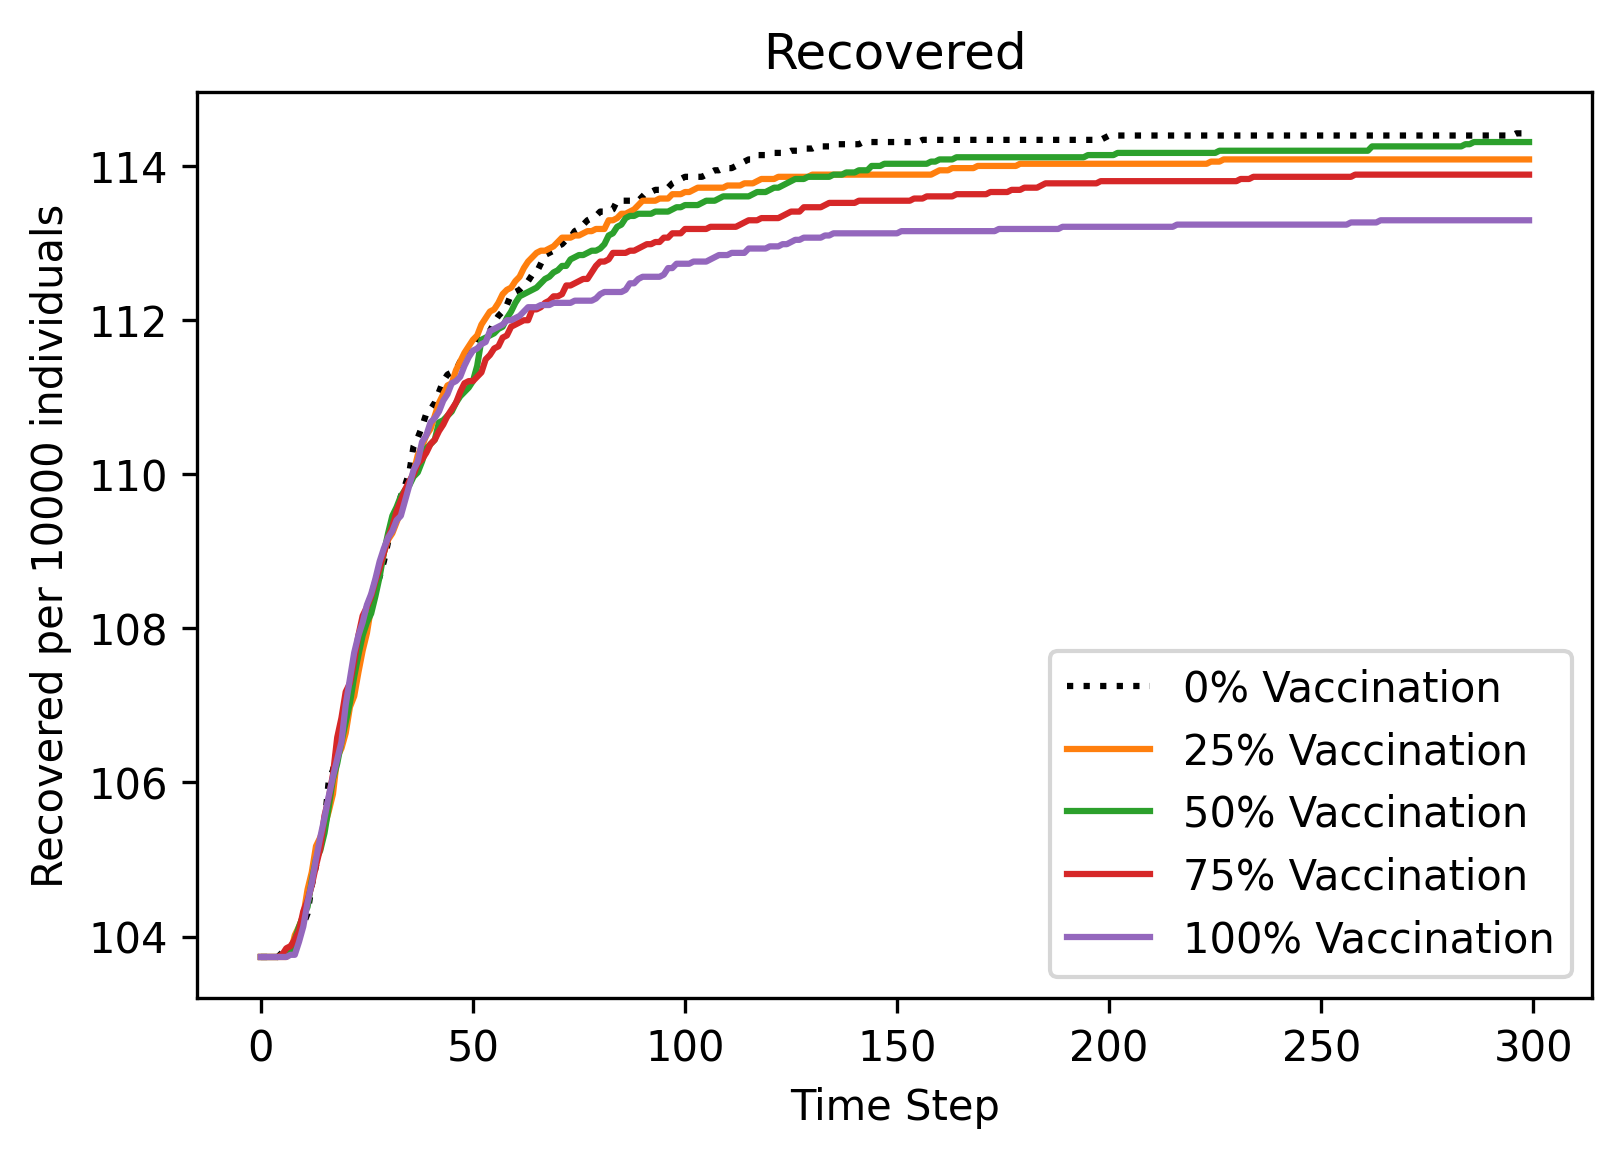 Recovered
Recovered per 10000 individuals
114
112
110
108
106
104
0% Vaccination
25% Vaccination
50% Vaccination
75% Vaccination
100% Vaccination
0 50 100 150 200 250 300
Time Step